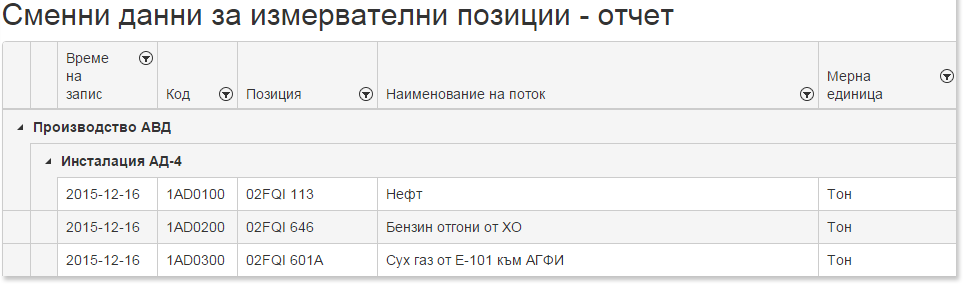 Сменни данни за измервателни позиции - отчет
Време на запис
Код
Позиция
Наименование на поток
Мерна единица
Производство АВД
Инсталация АД-4
2015-12-16 1AD0100 02FQI 113 Нефт Тон
2015-12-16 1AD0200 02FQI 646 Бензин отгони от ХО Тон
2015-12-16 1AD0300 02FQI 601A Сух газ от Е-101 към АГФИ Тон